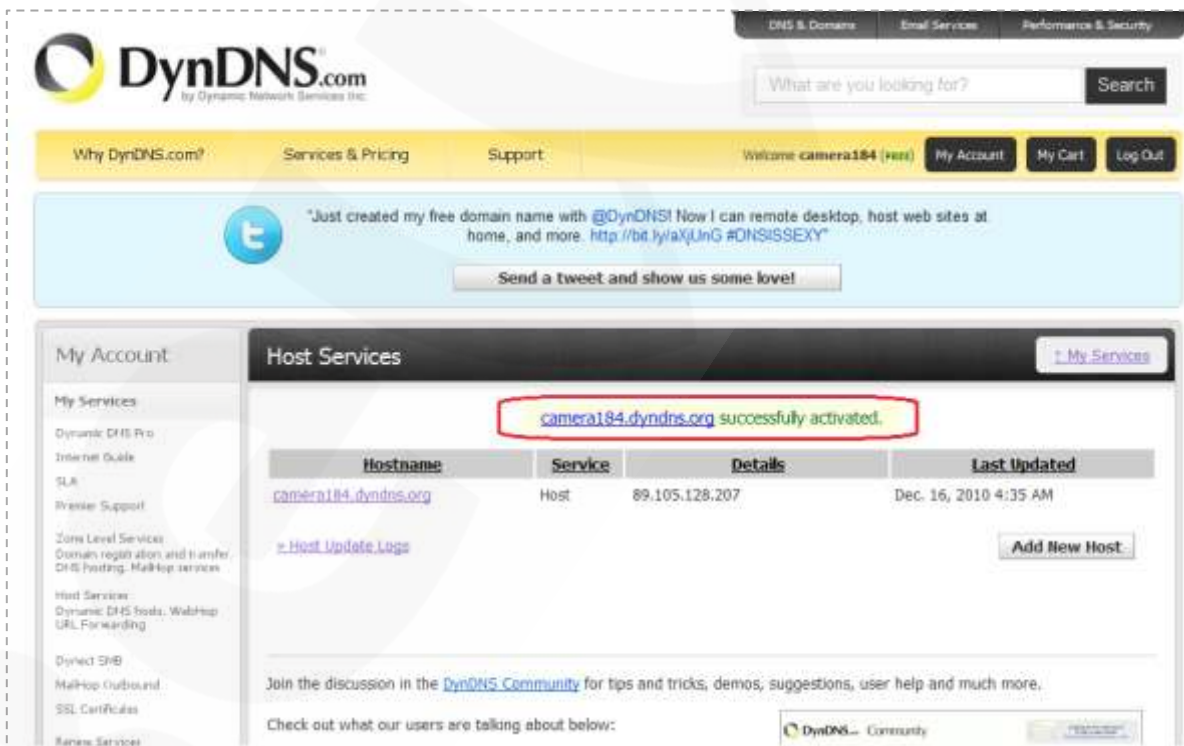 DNS & Domains Email Services Performance & Security
DynDNS.com
by Dynamic Network Services Inc.
What are you looking for? Search
Why DynDNS.com? Services & Pricing Support Welcome camera184 (FREE) My Account My Cart Log Out
"Just created my free domain name with @DynDNS! Now I can remote desktop, host web sites at
home, and more. http://bit.ly/aXjUnG #DNSISSEXY"
Send a tweet and show us some love!
My Account
My Services
Dynamic DNS Pro
Internet Guide
SLA
Premier Support
Zone Level Services
Domain registration and transfer,
DNS hosting, MailHop services
Host Services
Dynamic DNS hosts, WebHop
URL Forwarding
Dynect SMB
MailHop Outbound
SSL Certificates
Renew Services
Host Services ↑ My Services
camera184.dyndns.org successfully activated.
Hostname Service Details Last Updated
camera184.dyndns.org Host 89.105.128.207 Dec. 16, 2010 4:35 AM
» Host Update Logs Add New Host
Join the discussion in the DynDNS Community for tips and tricks, demos, suggestions, user help and much more.
Check out what our users are talking about below:
DynDNS Community